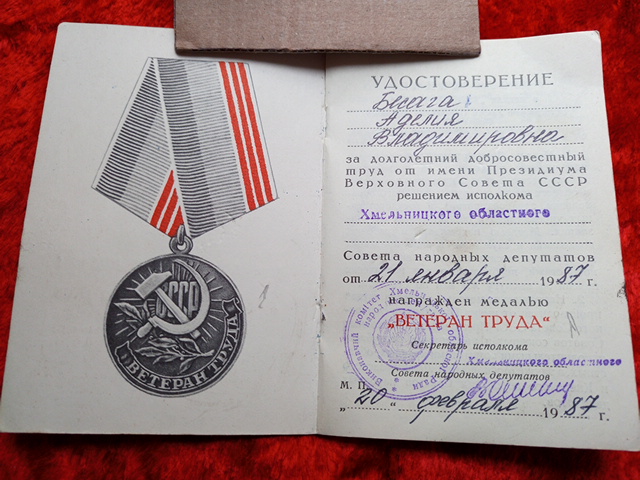 СССР
ВЕТЕРАН ТРУДА
УДОСТОВЕРЕНИЕ
Бегага
Аделия
Владимировна
за долголетний добросовестный
труд от имени Президиума
Верховного Совета СССР
решением исполкома
Хмельницкого областного
Совета народных депутатов
от 21 января 1987 г.
награжден медалью
"ВЕТЕРАН ТРУДА"
Секретарь исполкома
Хмельницкого областного
Совета народных депутатов
М. П.
"20" февраля 1987 г.